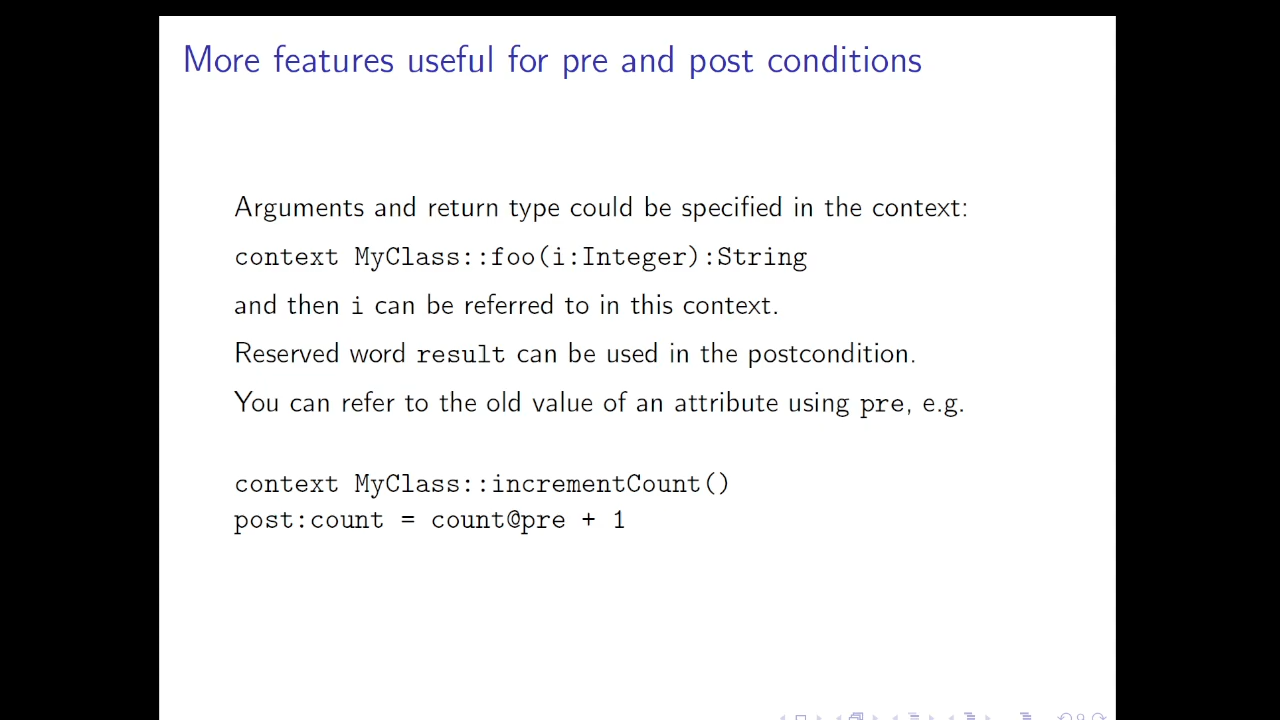 More features useful for pre and post conditions
Arguments and return type could be specified in the context:
context MyClass::foo(i:Integer):String
and then i can be referred to in this context.
Reserved word result can be used in the postcondition.
You can refer to the old value of an attribute using pre, e.g.
context MyClass::incrementCount()
post:count = count@pre + 1